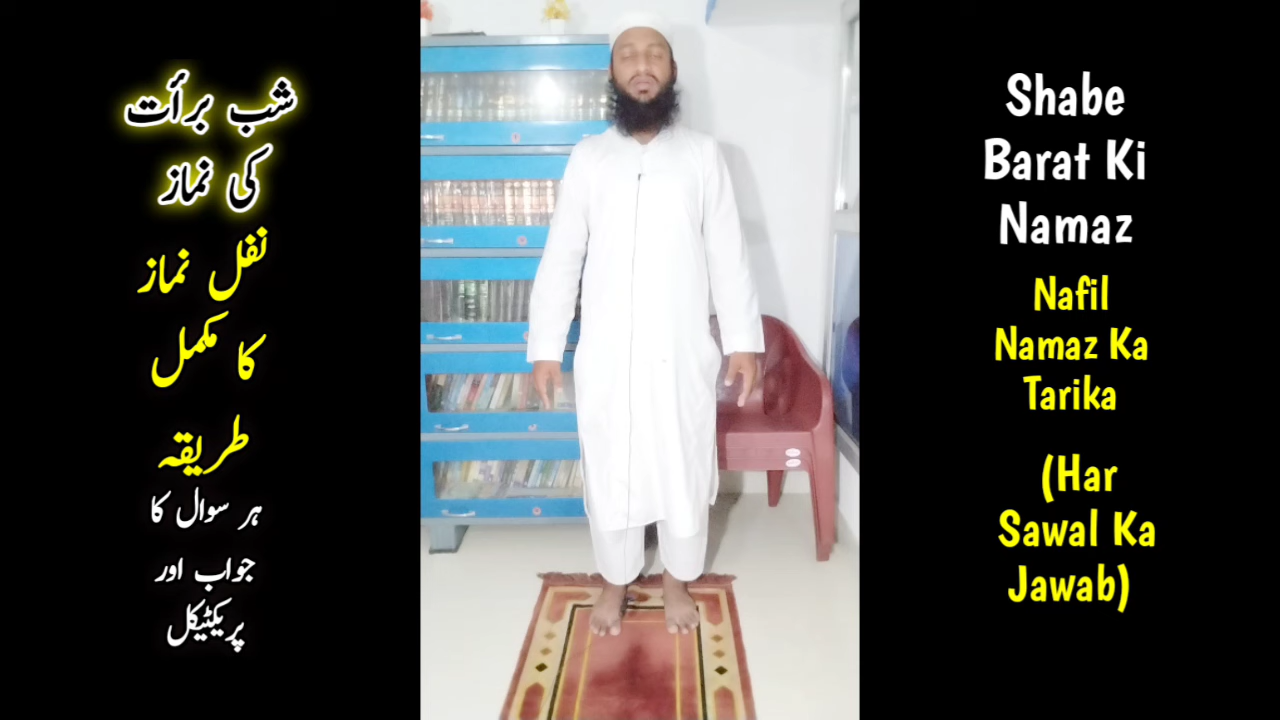 شب برأت
کی نماز
نفل نماز
کا مکمل
طریقہ
ہر سوال کا
جواب اور
پریکٹیکل
Shabe
Barat Ki
Namaz
Nafil
Namaz Ka
Tarika
(Har
Sawal Ka
Jawab)